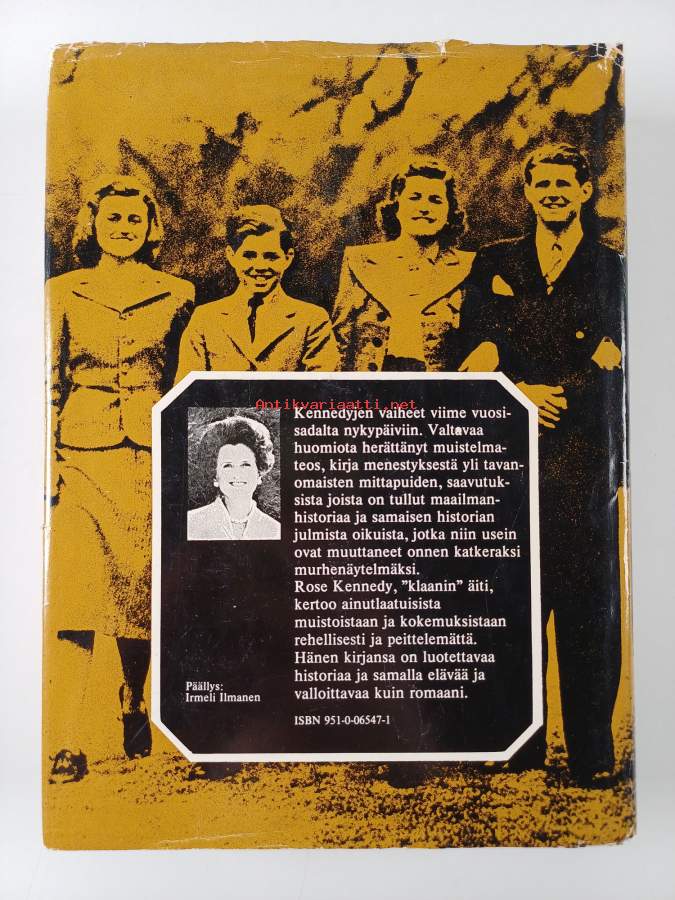 Antikvariaatti.net
Kennedyjen vaiheet viime vuosi-
sadalta nykypäiviin. Valtavaa
huomiota herättänyt muistelma-
teos, kirja menestyksestä yli tavan-
omaisten mittapuiden, saavutuk-
sista joista on tullut maailman-
historiaa ja samaisen historian
julmista oikuista, jotka niin usein
ovat muuttaneet onnen katkeraksi
murhenäytelmäksi.
Rose Kennedy, ”klaanin” äiti,
kertoo ainutlaatuisista
muistoistaan ja kokemuksistaan
rehellisesti ja peittelemättä.
Hänen kirjansa on luotettavaa
historiaa ja samalla elävää ja
valloittavaa kuin romaani.
Päällys:
Irmeli Ilmanen
ISBN 951-0-06547-1